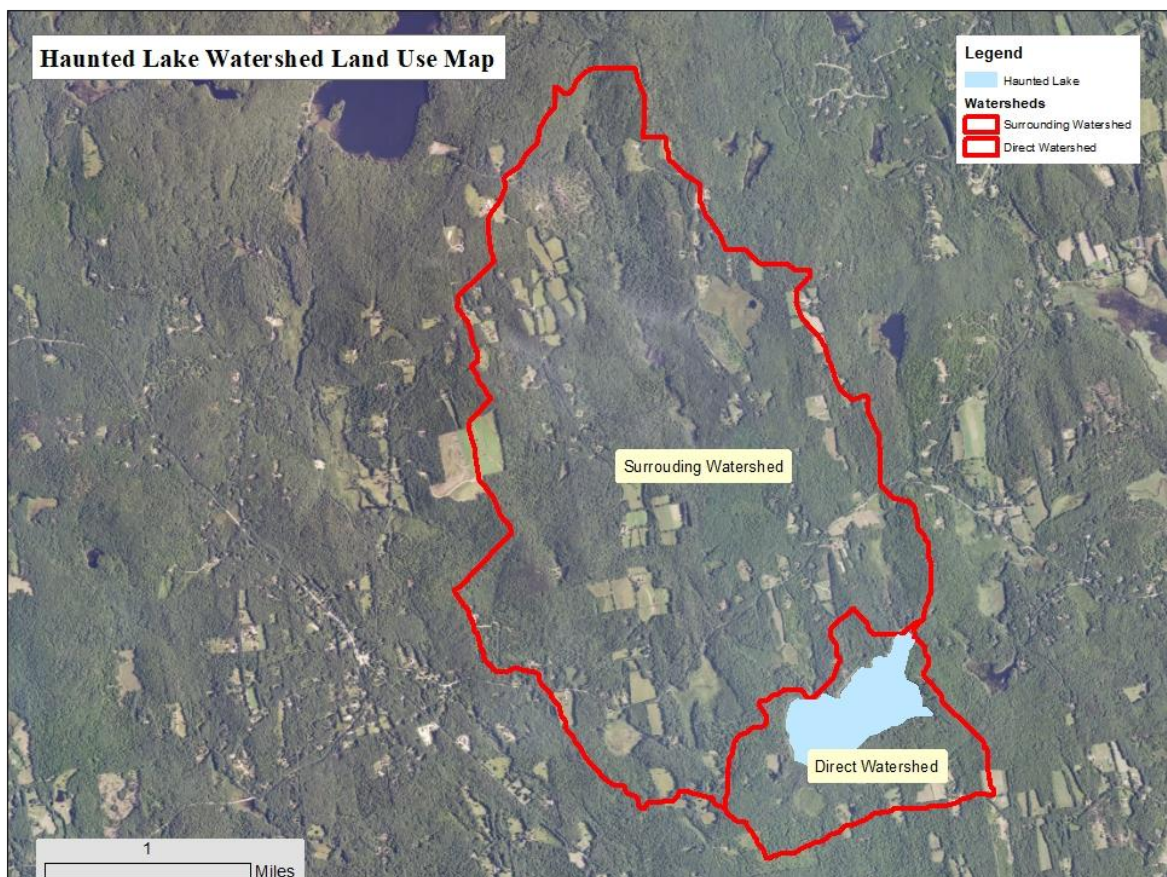 Haunted Lake Watershed Land Use Map
Legend
Haunted Lake
Watersheds
Surrounding Watershed
Direct Watershed
Surrouding Watershed
Direct Watershed
1
Miles